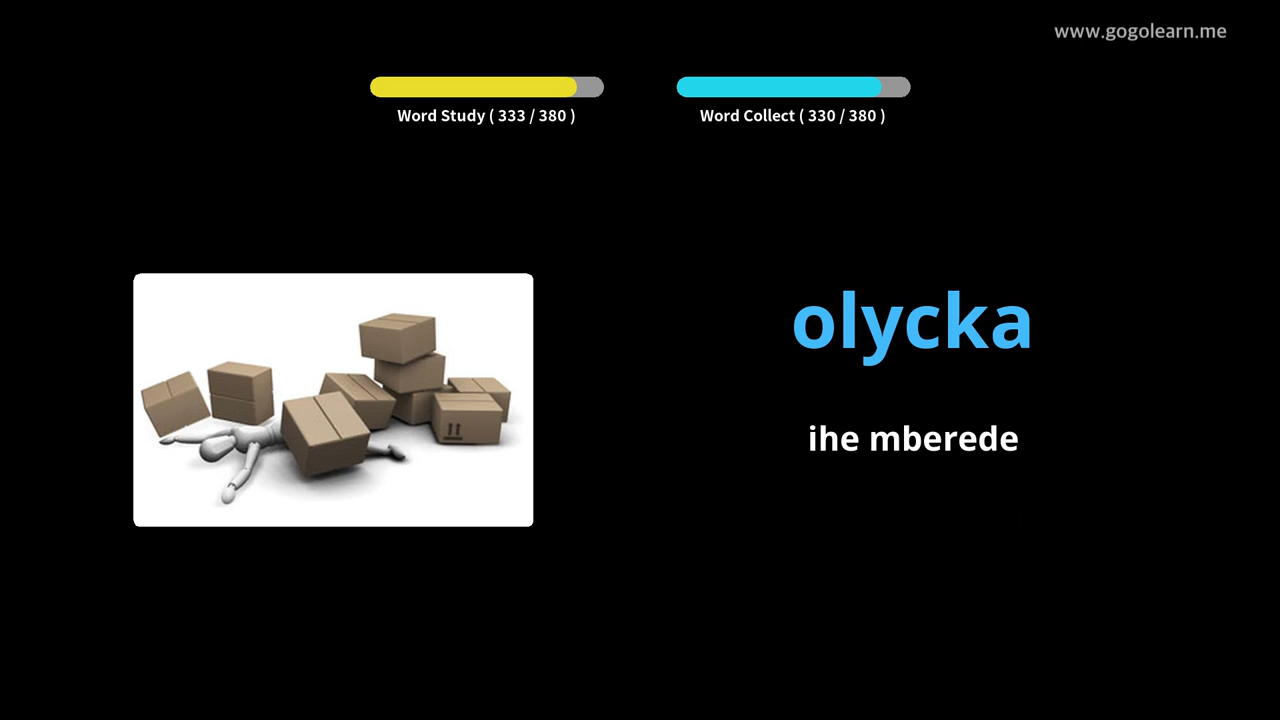 www.gogolearn.me
Word Study ( 333 / 380 )
Word Collect ( 330 / 380 )
olycka
ihe mberede